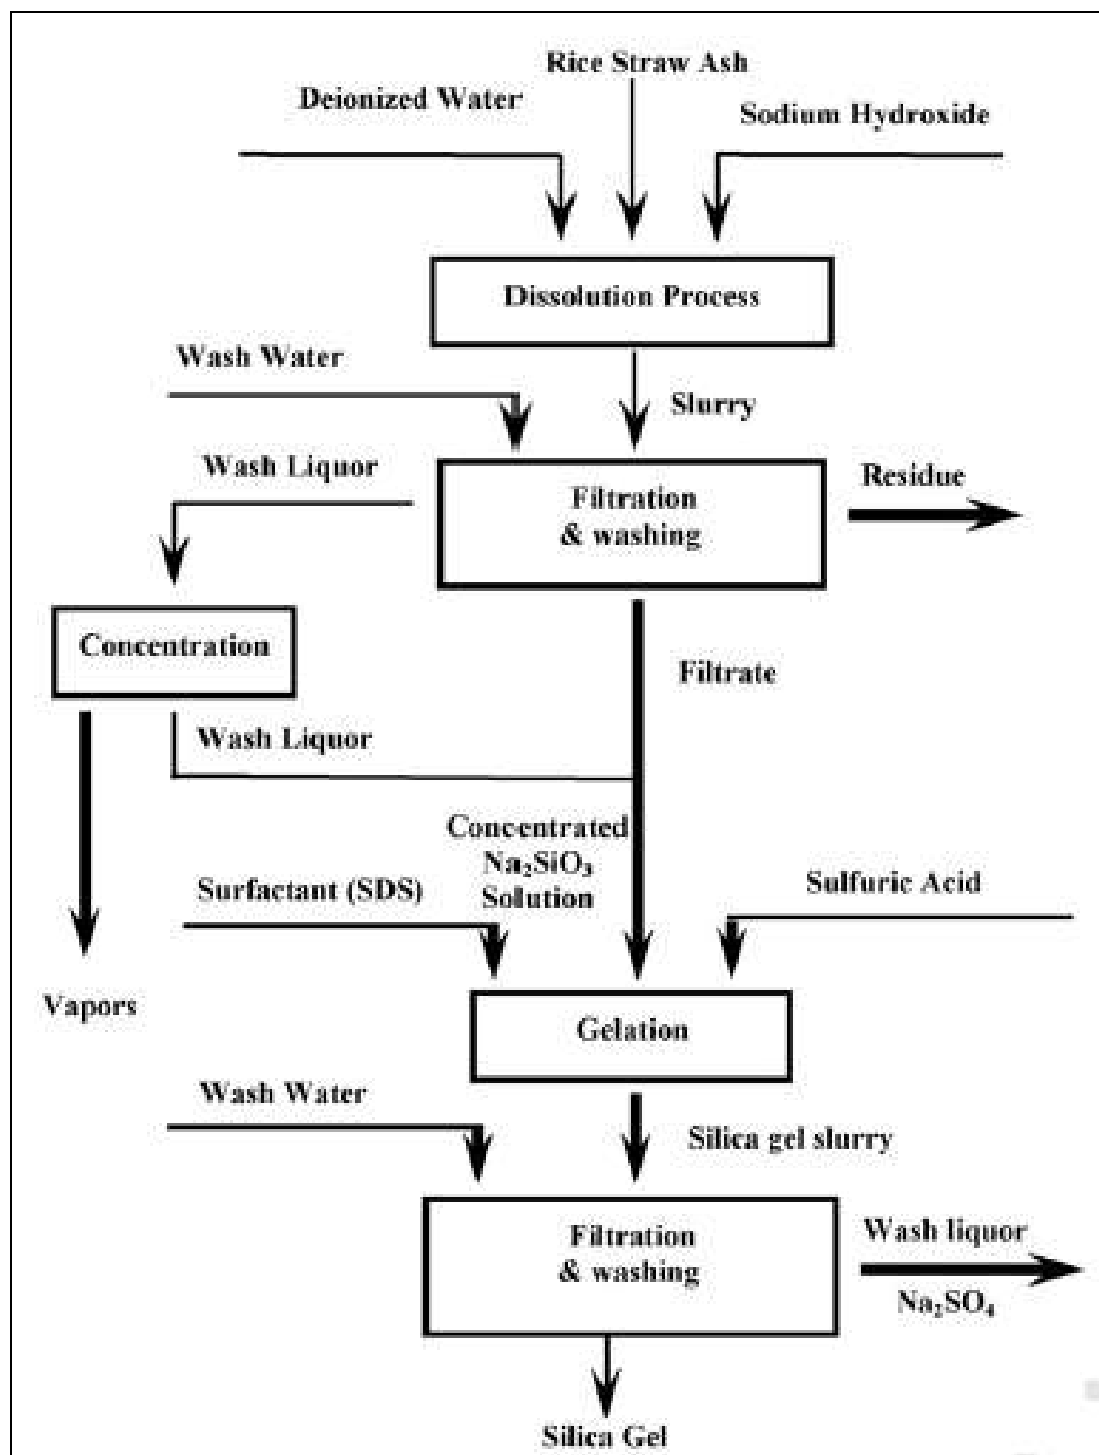 Rice Straw Ash
Deionized Water
Sodium Hydroxide
Dissolution Process
Wash Water
Slurry
Wash Liquor
Residue
Filtration
& washing
Concentration
Filtrate
Wash Liquor
Concentrated
Na₂SiO₃
Solution
Surfactant (SDS)
Sulfuric Acid
Vapors
Gelation
Wash Water
Silica gel slurry
Filtration
& washing
Wash liquor
Na₂SO₄
Silica Gel